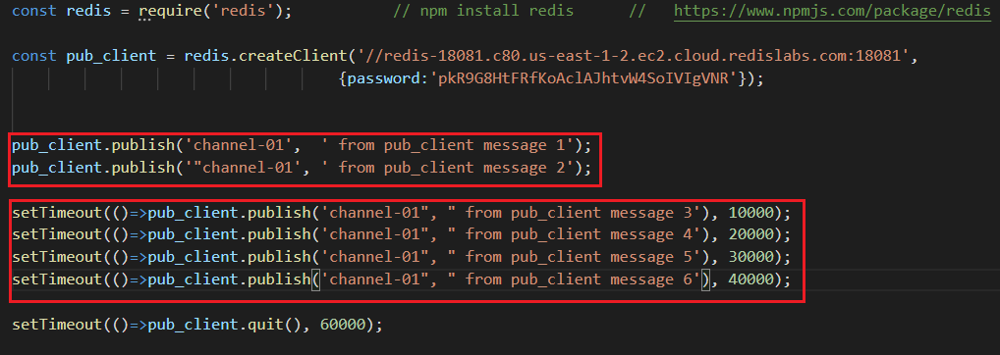 const redis = require('redis'); // npm install redis // https://www.npmjs.com/package/redis
const pub_client = redis.createClient('//redis-18081.c80.us-east-1-2.ec2.cloud.redislabs.com:18081',
{password:'pkR9G8HtFRfKoAclAJhtvW4SoIVIgVNR'});
pub_client.publish('channel-01', ' from pub_client message 1');
pub_client.publish('"channel-01', ' from pub_client message 2');
setTimeout(()=>pub_client.publish('channel-01", " from pub_client message 3'), 10000);
setTimeout(()=>pub_client.publish('channel-01", " from pub_client message 4'), 20000);
setTimeout(()=>pub_client.publish('channel-01", " from pub_client message 5'), 30000);
setTimeout(()=>pub_client.publish('channel-01", " from pub_client message 6'), 40000);
setTimeout(()=>pub_client.quit(), 60000);